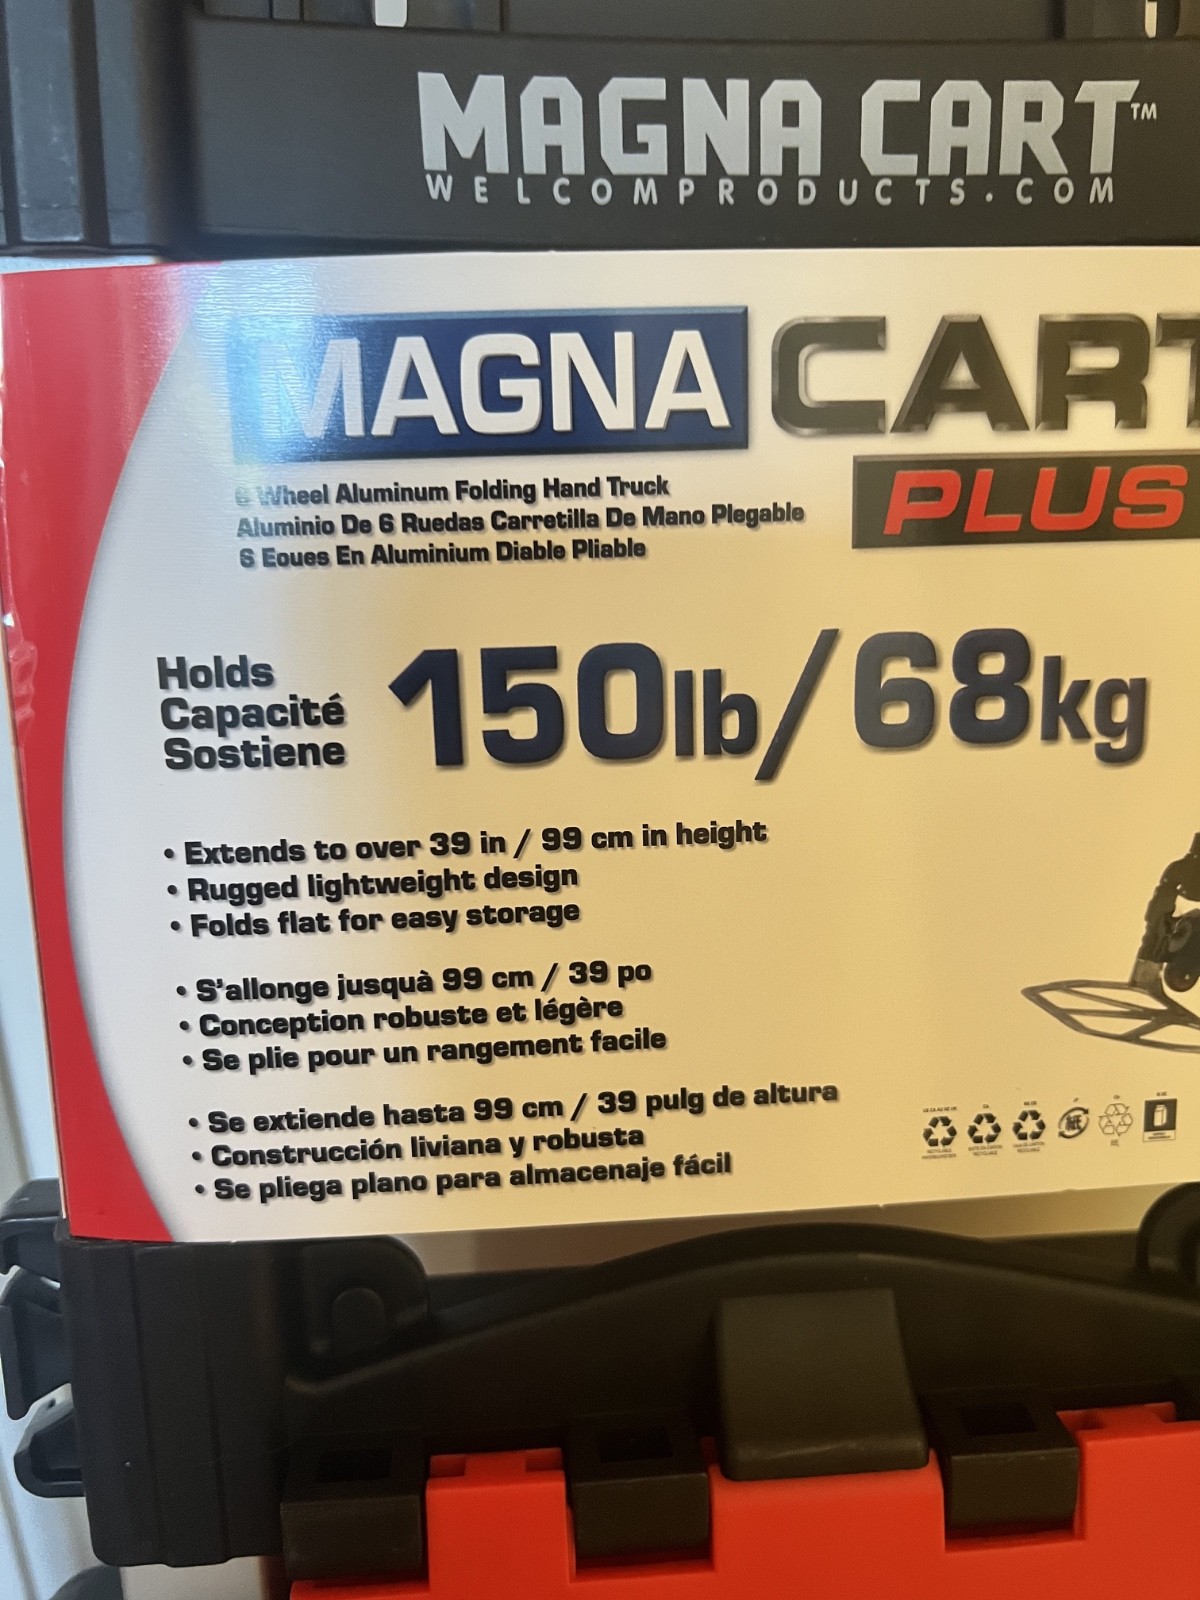 MAGNA CART™
WELCOMPRODUCTS.COM
MAGNA CART
PLUS
6 Wheel Aluminum Folding Hand Truck
Aluminio De 6 Ruedas Carretilla De Mano Plegable
6 Eoues En Aluminium Diable Pliable
Holds
Capacité
Sostiene
150lb/68kg
• Extends to over 39 in / 99 cm in height
• Rugged lightweight design
• Folds flat for easy storage
• S'allonge jusquà 99 cm / 39 po
• Conception robuste et légère
• Se plie pour un rangement facile
• Se extiende hasta 99 cm / 39 pulg de altura
• Construcción liviana y robusta
• Se pliega plano para almacenaje fácil